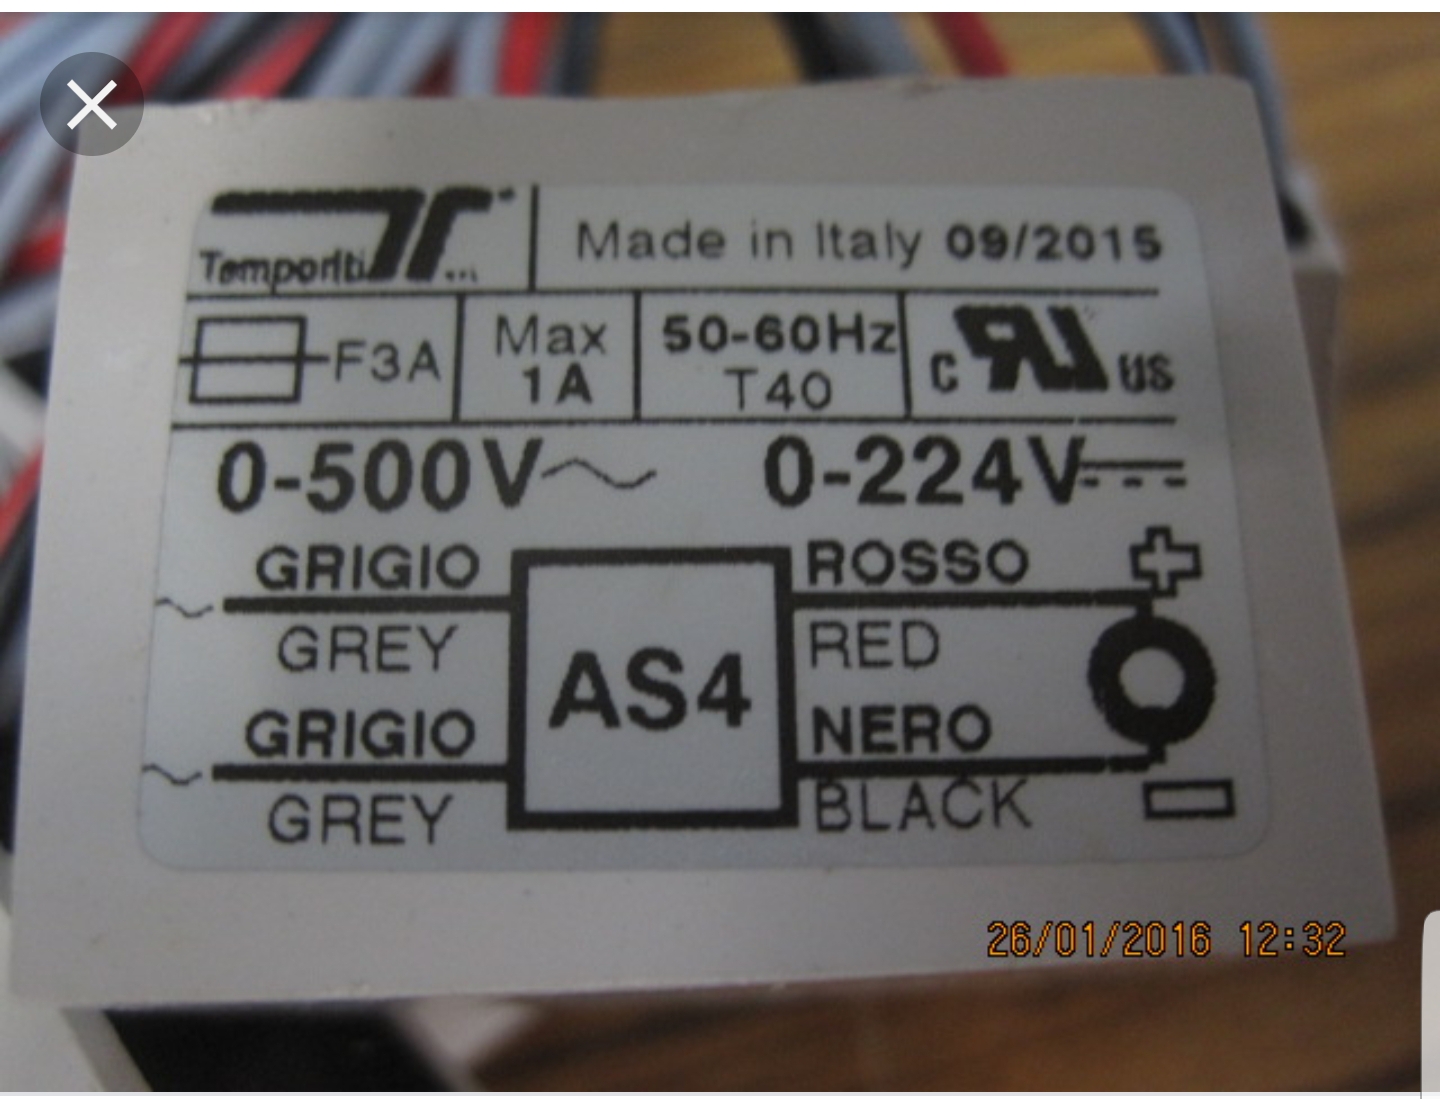 Temporiti
Made in Italy 09/2015
F3A
Max
1A
50-60Hz
T40
c RU us
0-500V~
0-224V⎓
GRIGIO
GREY
GRIGIO
GREY
AS4
ROSSO
RED
NERO
BLACK
26/01/2016 12:32